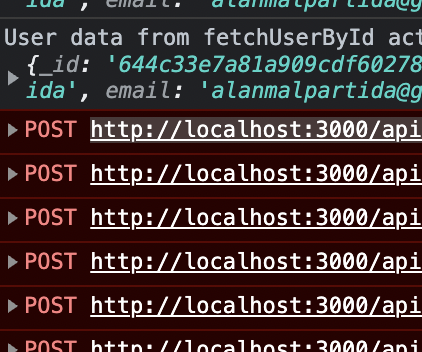 ida', email: 'alanmalpartida@g
User data from fetchUserById act
{_id: '644c33e7a81a909cdf60278
ida', email: 'alanmalpartida@g
POST http://localhost:3000/api
POST http://localhost:3000/api
POST http://localhost:3000/api
POST http://localhost:3000/api
POST http://localhost:3000/api
POST http://localhost:3000/api